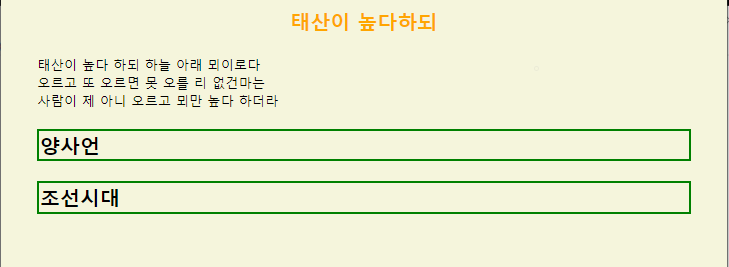 태산이 높다하되
태산이 높다 하되 하늘 아래 뫼이로다
오르고 또 오르면 못 오를 리 없건마는
사람이 제 아니 오르고 뫼만 높다 하더라
양사언
조선시대